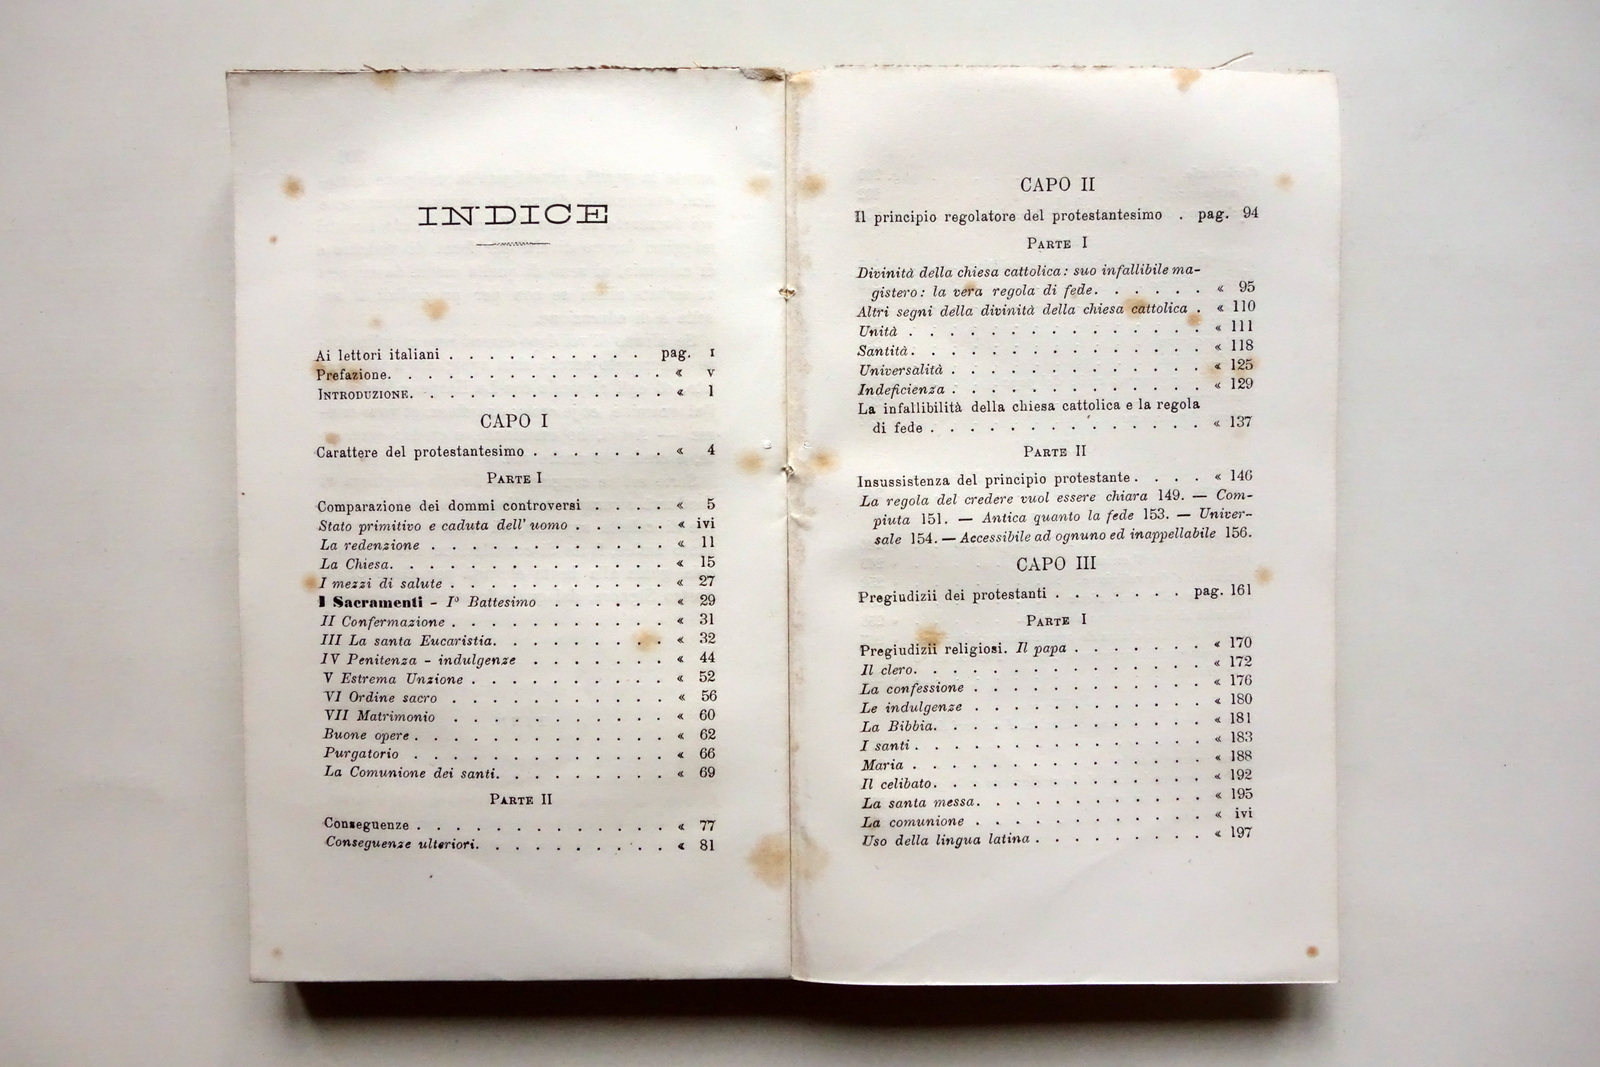 INDICE
Ai lettori italiani . . . . . . . . . . pag. I
Prefazione. . . . . . . . . . . . . . . « V
INTRODUZIONE. . . . . . . . . . . . . . « 1
CAPO I
Carattere del protestantesimo . . . . . . . « 4
PARTE I
Comparazione dei dommi controversi . . . . « 5
Stato primitivo e caduta dell' uomo . . . . . « ivi
La redenzione . . . . . . . . . . . . « 11
La Chiesa. . . . . . . . . . . . . . . « 15
I mezzi di salute . . . . . . . . . . . « 27
I Sacramenti - I° Battesimo . . . . . . « 29
II Confermazione . . . . . . . . . . . « 31
III La santa Eucaristia. . . . . . . . . « 32
IV Penitenza - indulgenze . . . . . . . « 44
V Estrema Unzione . . . . . . . . . . « 52
VI Ordine sacro . . . . . . . . . . . « 56
VII Matrimonio . . . . . . . . . . . « 60
Buone opere . . . . . . . . . . . . . « 62
Purgatorio . . . . . . . . . . . . . « 66
La Comunione dei santi. . . . . . . . . « 69
PARTE II
Conseguenze . . . . . . . . . . . . . « 77
Conseguenze ulteriori. . . . . . . . . . « 81
CAPO II
Il principio regolatore del protestantesimo . pag. 94
PARTE I
Divinità della chiesa cattolica: suo infallibile ma-
gistero: la vera regola di fede. . . . . . « 95
Altri segni della divinità della chiesa cattolica . « 110
Unità . . . . . . . . . . . . . . . « 111
Santità. . . . . . . . . . . . . . . « 118
Universalità . . . . . . . . . . . . . « 125
Indeficienza . . . . . . . . . . . . . « 129
La infallibilità della chiesa cattolica e la regola
di fede . . . . . . . . . . . . . . « 137
PARTE II
Insussistenza del principio protestante . . . . « 146
La regola del credere vuol essere chiara 149. — Com-
piuta 151. — Antica quanto la fede 153. — Univer-
sale 154. — Accessibile ad ognuno ed inappellabile 156.
CAPO III
Pregiudizii dei protestanti . . . . . . . pag. 161
PARTE I
Pregiudizii religiosi. Il papa . . . . . . . « 170
Il clero. . . . . . . . . . . . . . . « 172
La confessione . . . . . . . . . . . . « 176
Le indulgenze . . . . . . . . . . . . « 180
La Bibbia. . . . . . . . . . . . . . « 181
I santi . . . . . . . . . . . . . . . « 183
Maria . . . . . . . . . . . . . . . « 188
Il celibato. . . . . . . . . . . . . . « 192
La santa messa. . . . . . . . . . . . « 195
La comunione . . . . . . . . . . . . « ivi
Uso della lingua latina . . . . . . . . . « 197